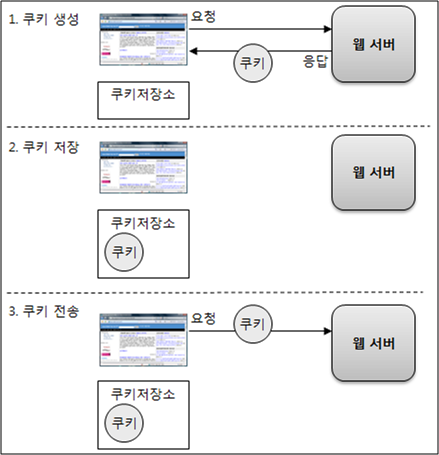 1. 쿠키 생성
요청
쿠키
응답
웹 서버
쿠키저장소
2. 쿠키 저장
웹 서버
쿠키저장소
쿠키
3. 쿠키 전송
요청
쿠키
웹 서버
쿠키저장소
쿠키